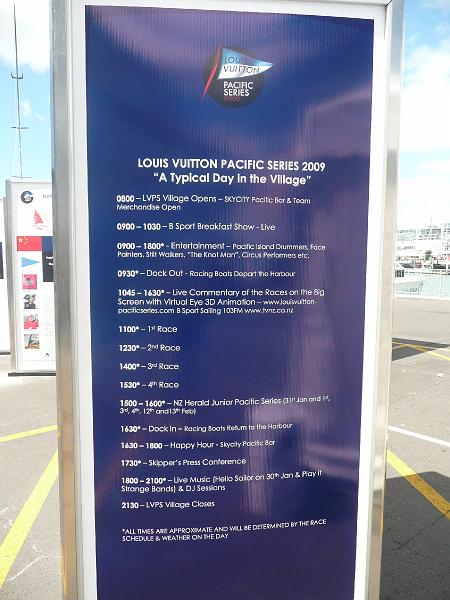 LOUIS VUITTON
PACIFIC
SERIES
2009
LOUIS VUITTON PACIFIC SERIES 2009
"A Typical Day in the Village"
0800 – LVPS Village Opens – SKYCITY Pacific Bar & Team
Merchandise Open
0900 – 1030 – B Sport Breakfast Show - Live
0900 – 1800* - Entertainment – Pacific Island Drummers, Face
Painters, Stilt Walkers, "The Knot Man", Circus Performers etc.
0930* – Dock Out - Racing Boats Depart the Harbour
1045 – 1630* – Live Commentary of the Races on the Big
Screen with Virtual Eye 3D Animation – www.louisvuitton-
pacificseries.com B Sport Sailing 103FM www.tvnz.co.nz
1100* – 1st Race
1230* – 2nd Race
1400* – 3rd Race
1530* – 4th Race
1500 – 1600* – NZ Herald Junior Pacific Series (31st Jan and 1st,
3rd, 4th, 12th and13th Feb)
1630* – Dock In – Racing Boats Return to the Harbour
1630 – 1800 – Happy Hour - Skycity Pacific Bar
1730* – Skipper's Press Conference
1800 – 2100* – Live Music (Hello Sailor on 30th Jan & Play it
Strange Bands) & DJ Sessions
2130 – LVPS Village Closes
*ALL TIMES ARE APPROXIMATE AND WILL BE DETERMINED BY THE RACE
SCHEDULE & WEATHER ON THE DAY